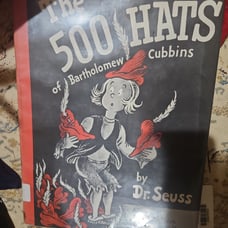 The
500 HATS
of Bartholomew Cubbins
by
Dr. Seuss